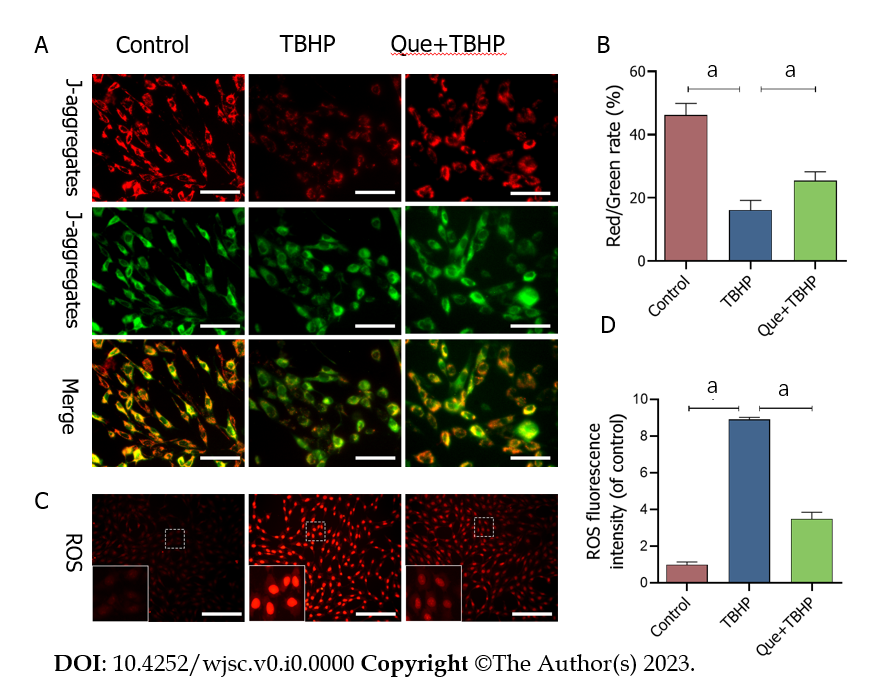 A
Control
TBHP
Que+TBHP
J-aggregates
J-aggregates
Merge
B
Red/Green rate (%)
60
40
20
0
a
a
Control
TBHP
Que+TBHP
C
ROS
D
ROS fluorescence
intensity (of control)
10
8
6
4
2
0
a
a
Control
TBHP
Que+TBHP
DOI: 10.4252/wjsc.v0.i0.0000 Copyright ©The Author(s) 2023.